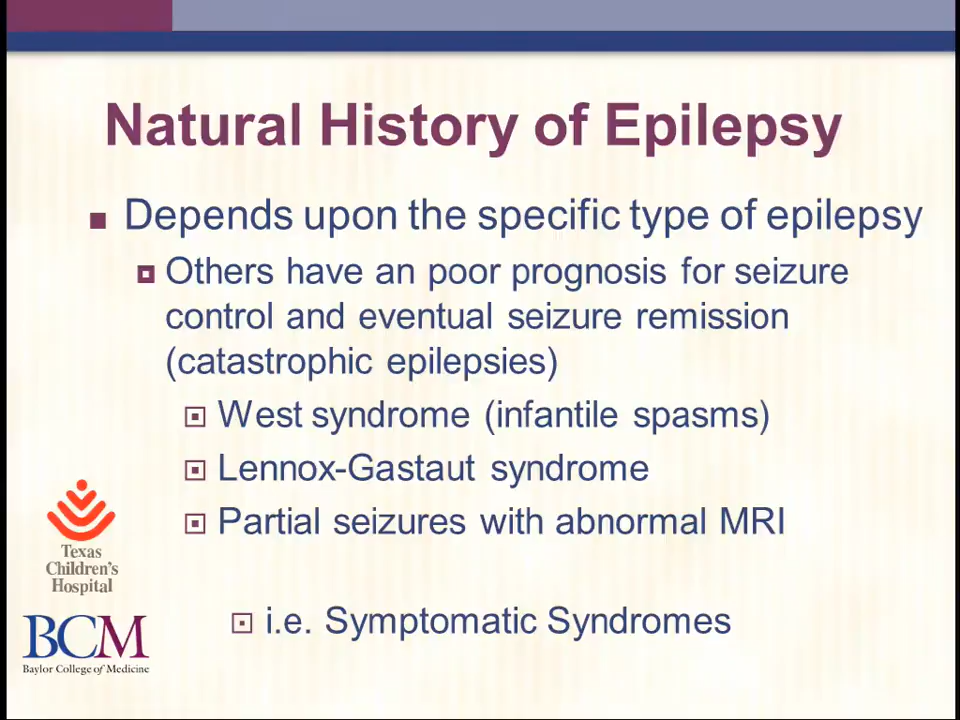 Natural History of Epilepsy
Depends upon the specific type of epilepsy
Others have an poor prognosis for seizure
control and eventual seizure remission
(catastrophic epilepsies)
West syndrome (infantile spasms)
Lennox-Gastaut syndrome
Partial seizures with abnormal MRI
i.e. Symptomatic Syndromes
Texas
Children's
Hospital
BCM
Baylor College of Medicine